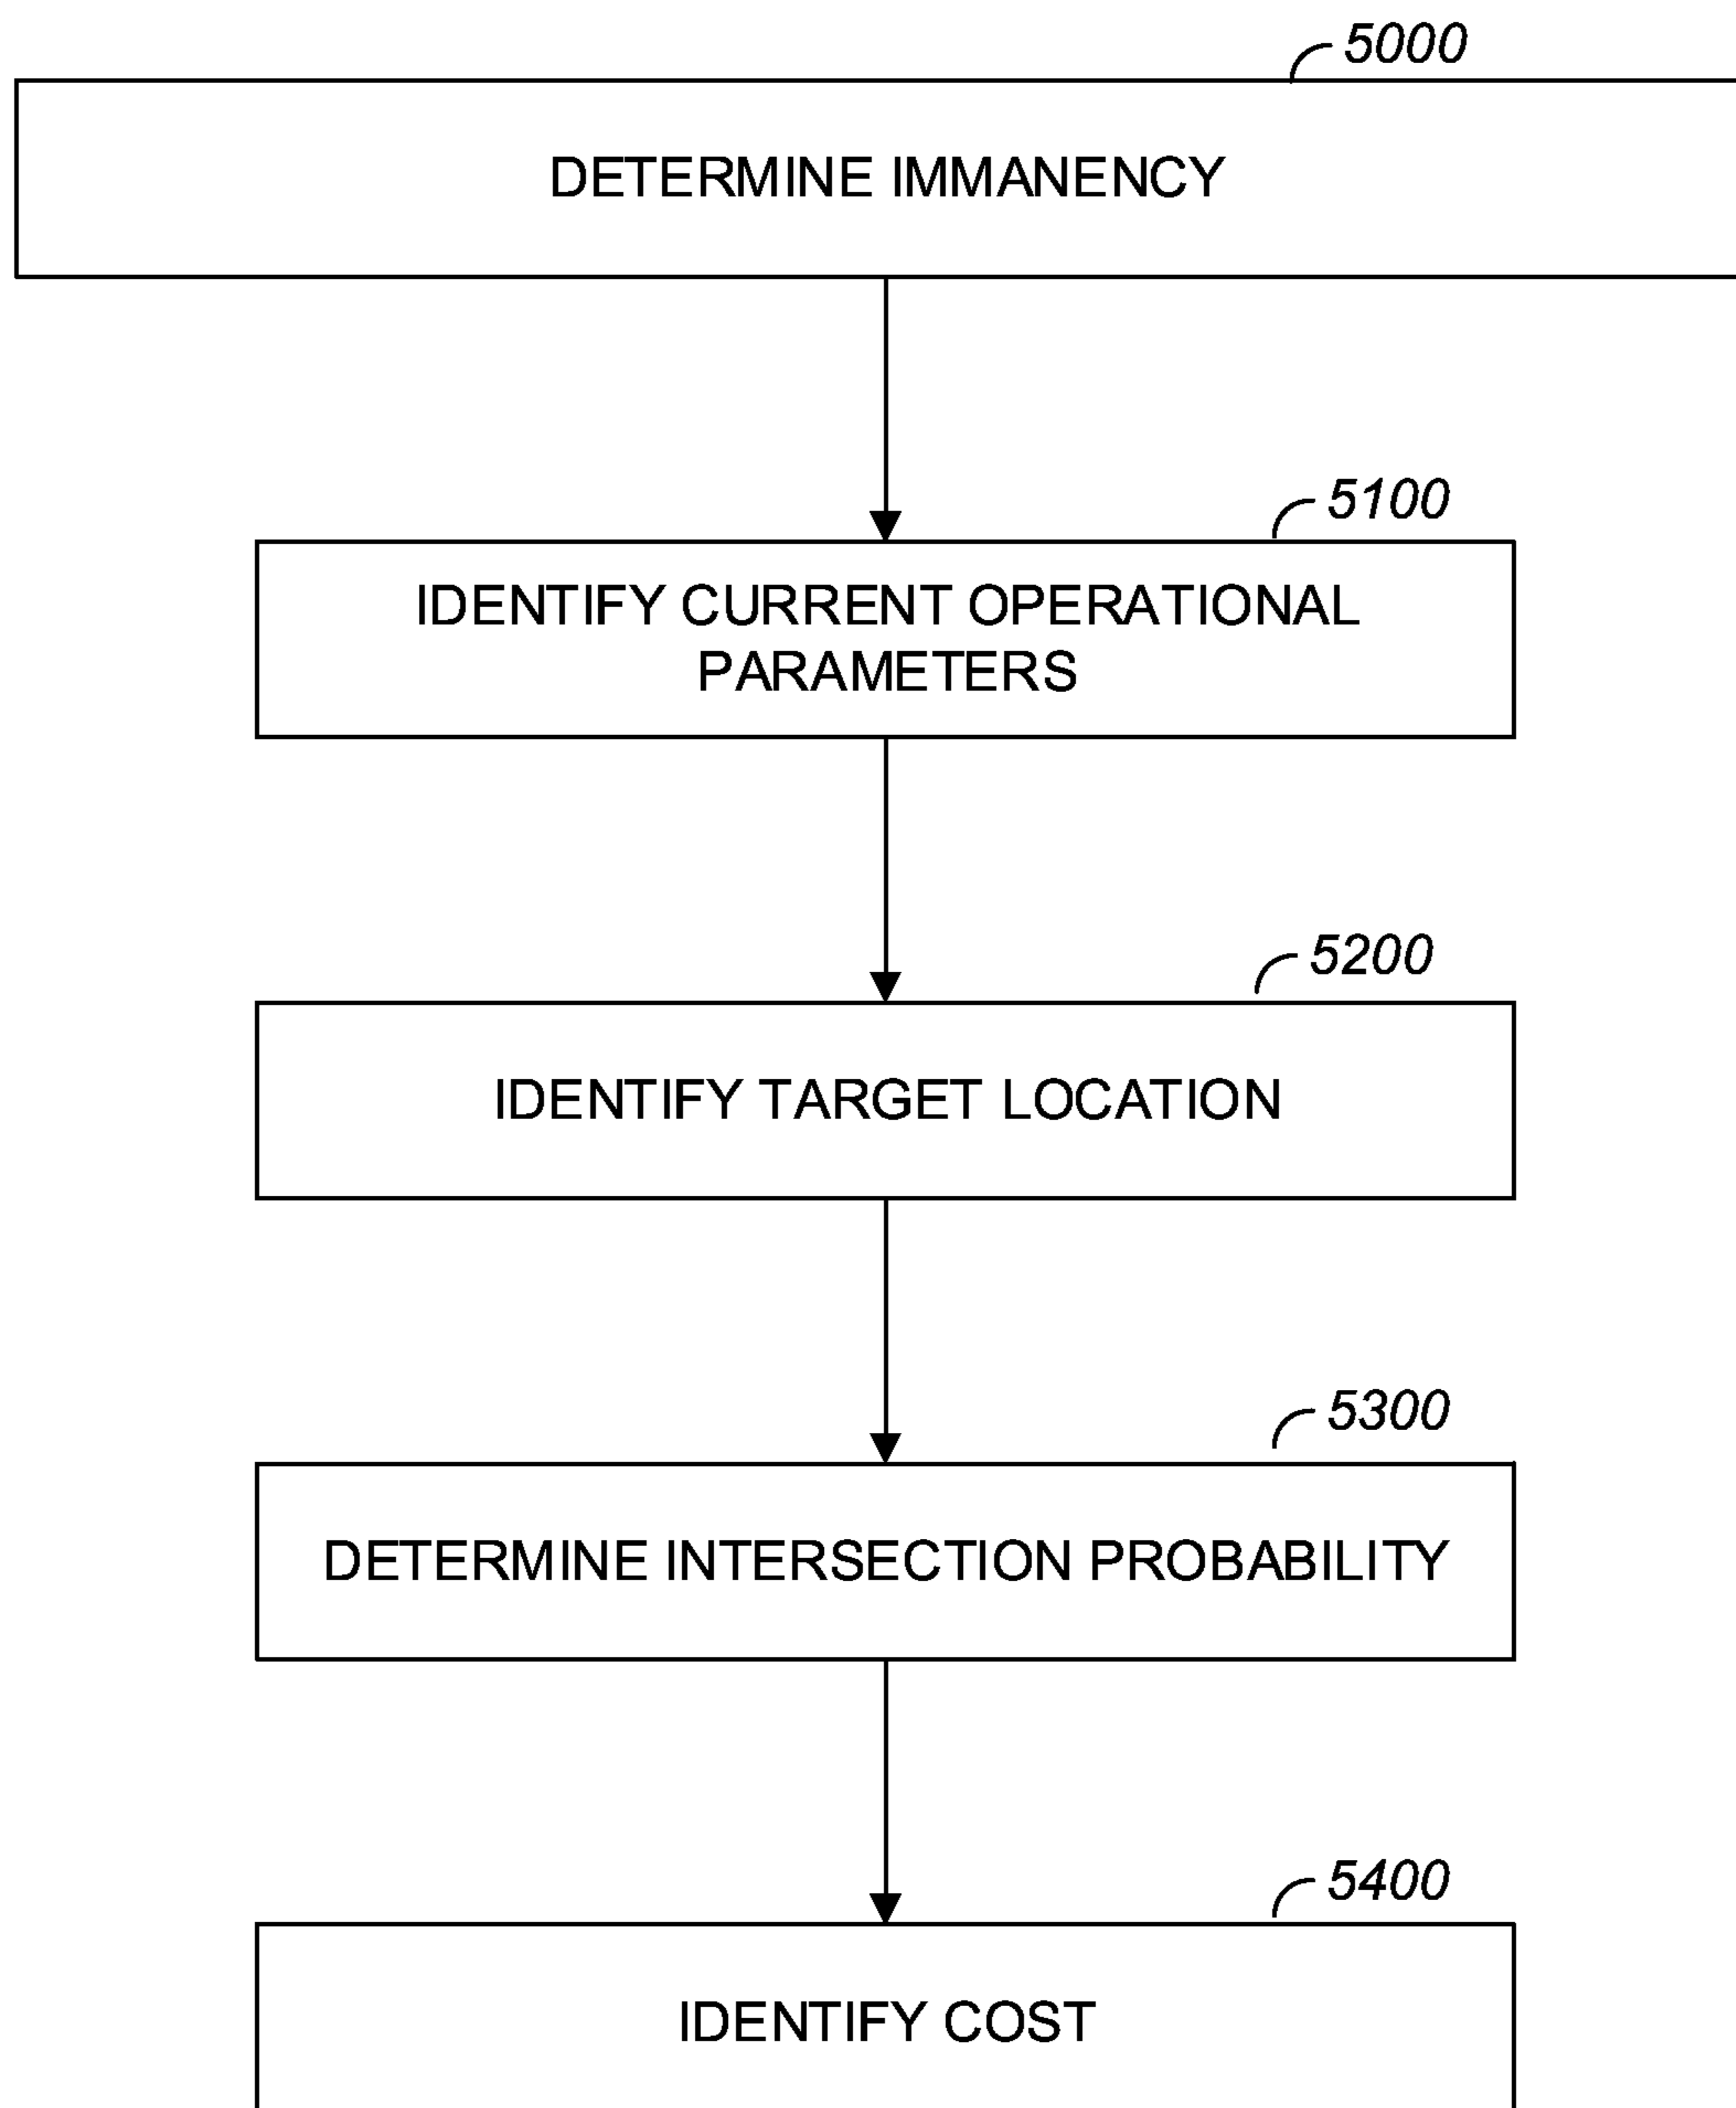 5000
DETERMINE IMMANENCY
5100
IDENTIFY CURRENT OPERATIONAL
PARAMETERS
5200
IDENTIFY TARGET LOCATION
5300
DETERMINE INTERSECTION PROBABILITY
5400
IDENTIFY COST